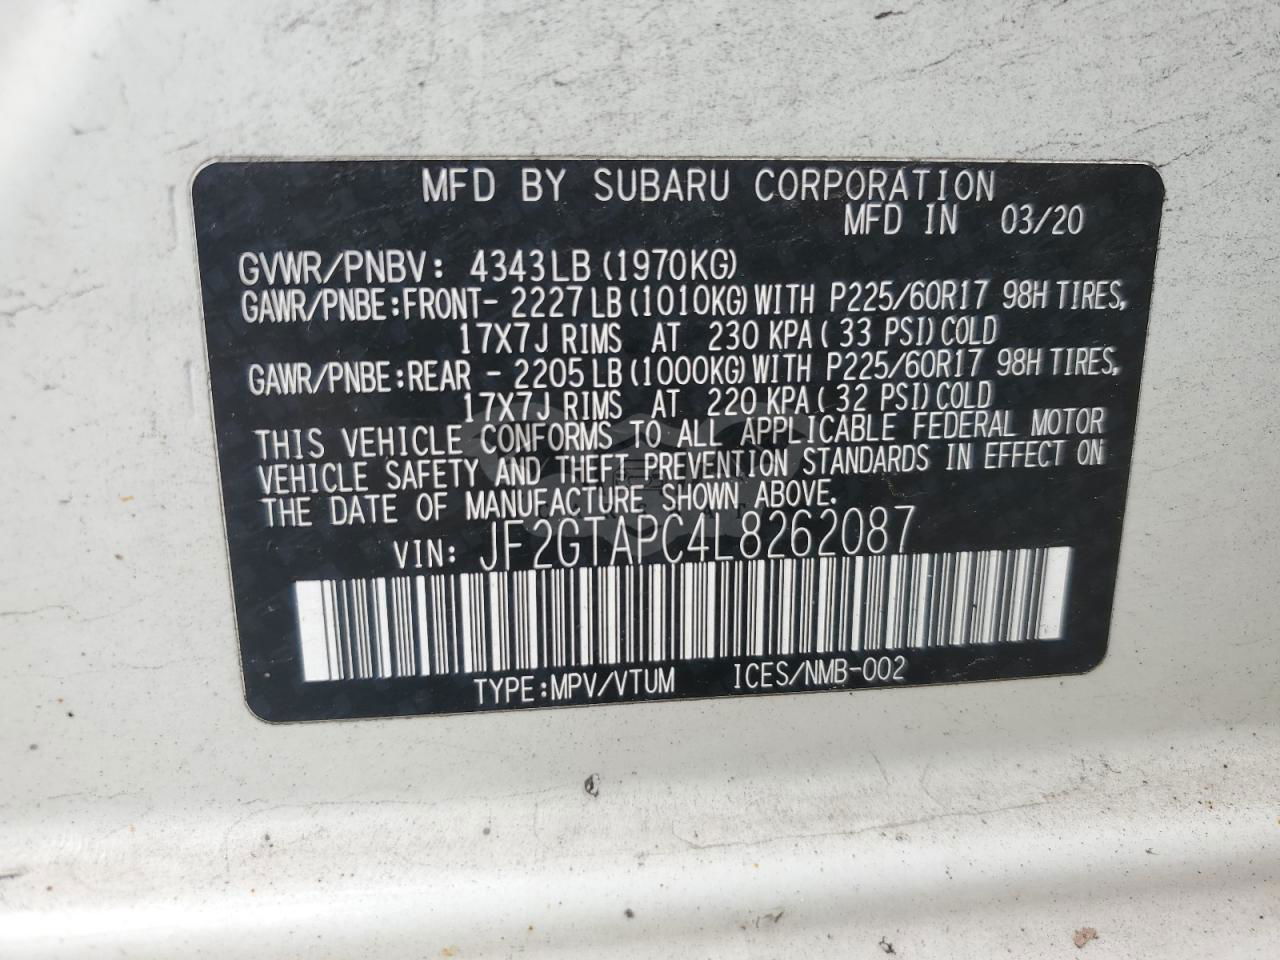 MFD BY SUBARU CORPORATION
MFD IN 03/20
GVWR/PNBV: 4343LB (1970KG)
GAWR/PNBE:FRONT- 2227LB (1010KG) WITH P225/60R17 98H TIRES,
17X7J RIMS AT 230 KPA ( 33 PSI) COLD
GAWR/PNBE:REAR - 2205LB (1000KG) WITH P225/60R17 98H TIRES,
17X7J RIMS AT 220 KPA ( 32 PSI) COLD
THIS VEHICLE CONFORMS TO ALL APPLICABLE FEDERAL MOTOR
VEHICLE SAFETY AND THEFT PREVENTION STANDARDS IN EFFECT ON
THE DATE OF MANUFACTURE SHOWN ABOVE.
VIN: JF2GTAPC4L8262087
TYPE:MPV/VTUM ICES/NMB-002